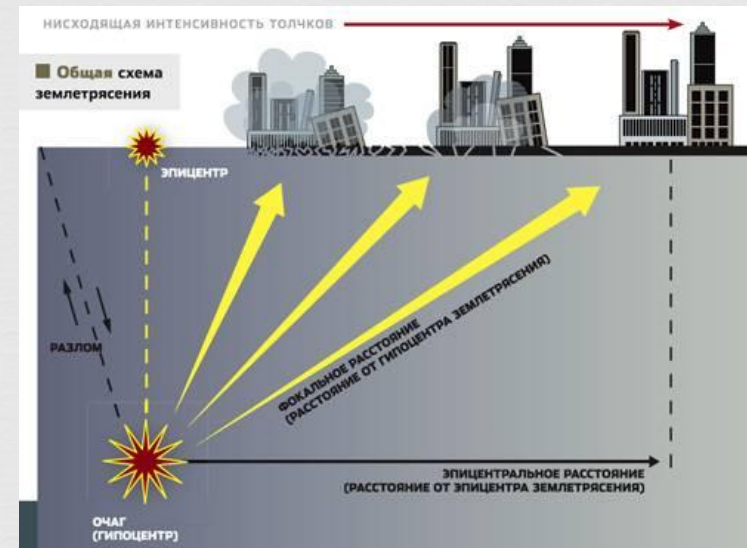 НИСХОДЯЩАЯ ИНТЕНСИВНОСТЬ ТОЛЧКОВ
Общая схема
землетрясения
ЭПИЦЕНТР
РАЗЛОМ
ФОКАЛЬНОЕ РАССТОЯНИЕ
(РАССТОЯНИЕ ОТ ГИПОЦЕНТРА ЗЕМЛЕТРЯСЕНИЯ)
ЭПИЦЕНТРАЛЬНОЕ РАССТОЯНИЕ
(РАССТОЯНИЕ ОТ ЭПИЦЕНТРА ЗЕМЛЕТРЯСЕНИЯ)
ОЧАГ
(ГИПОЦЕНТР)